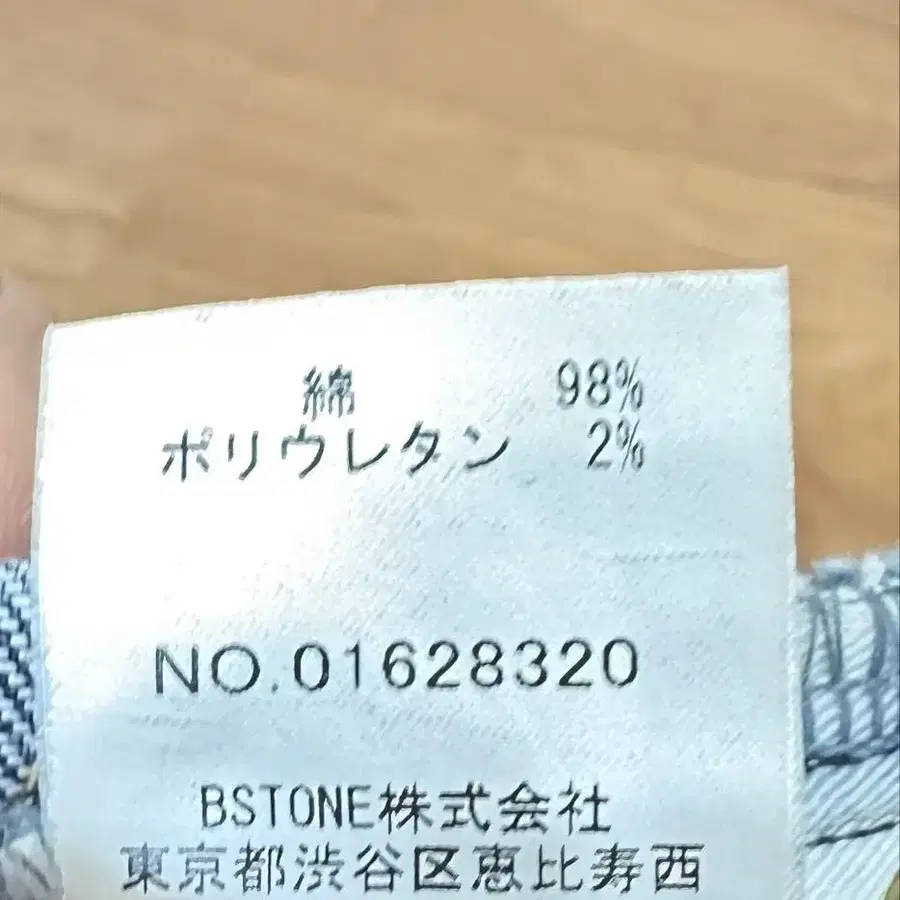 綿 98%
ポリウレタン 2%
NO.01628320
BSTONE株式会社
東京都渋谷区恵比寿西